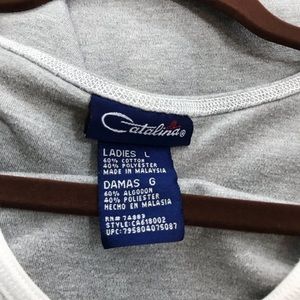 Catalina®
LADIES L
60% COTTON
40% POLYESTER
MADE IN MALAYSIA
DAMAS G
60% ALGODON
40% POLIESTER
HECHO EN MALASIA
RN# 74883
STYLE: CA618002
UPC: 795804075087